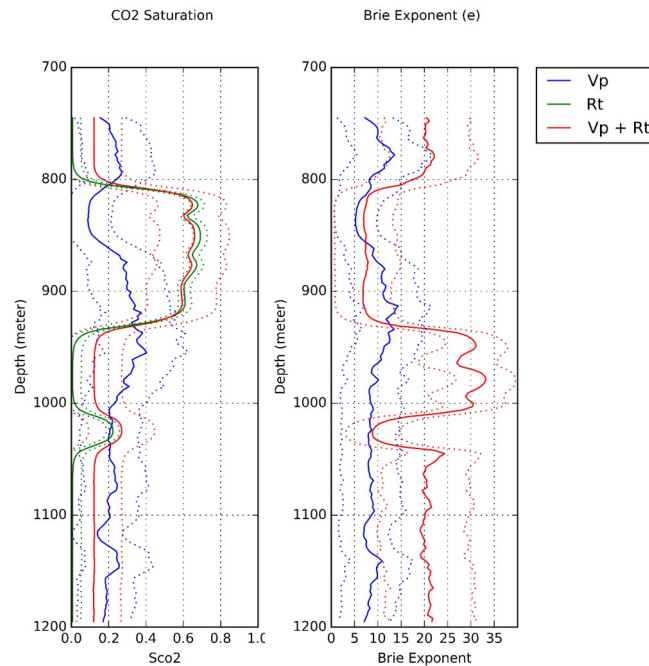 CO2 Saturation
Brie Exponent (e)
Vp
Rt
Vp + Rt
700
800
900
1000
1100
1200
Depth (meter)
0.0 0.2 0.4 0.6 0.8 1.0
Sco2
700
800
900
1000
1100
1200
Depth (meter)
0 5 10 15 20 25 30 35
Brie Exponent